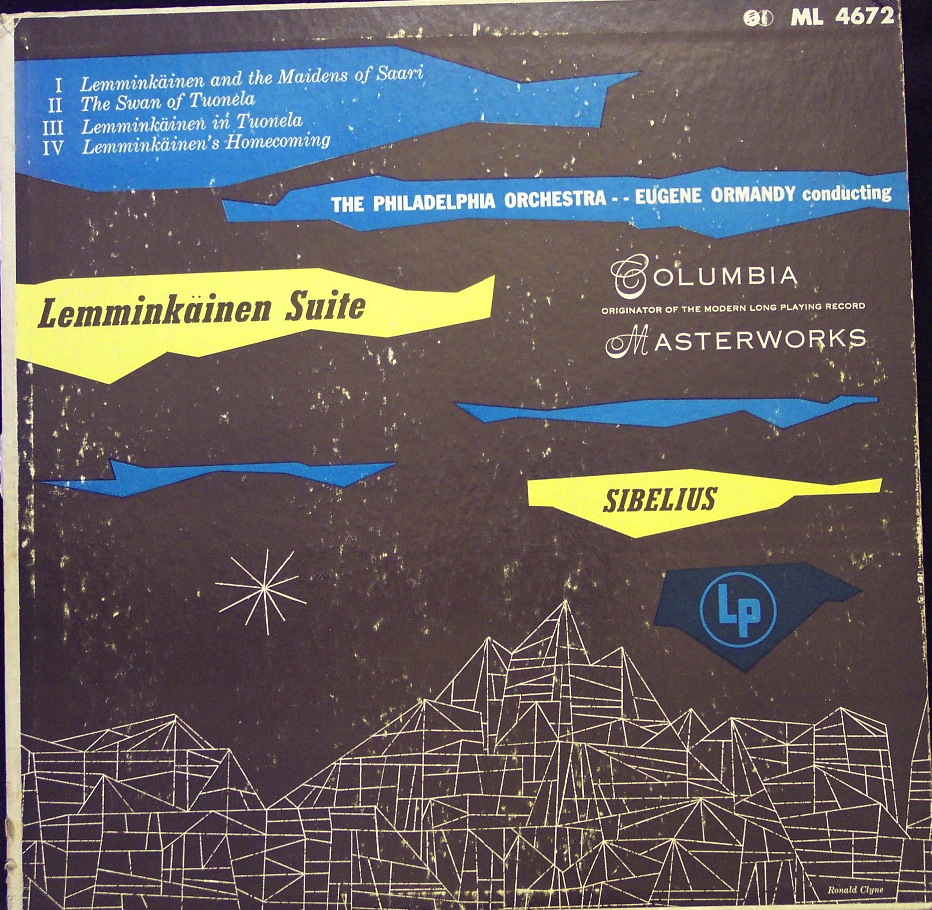 ML 4672
I Lemminkäinen and the Maidens of Saari
II The Swan of Tuonela
III Lemminkäinen in Tuonela
IV Lemminkäinen's Homecoming
THE PHILADELPHIA ORCHESTRA - - EUGENE ORMANDY conducting
COLUMBIA
ORIGINATOR OF THE MODERN LONG PLAYING RECORD
MASTERWORKS
Lemminkäinen Suite
SIBELIUS
Lp
Ronald Clyne